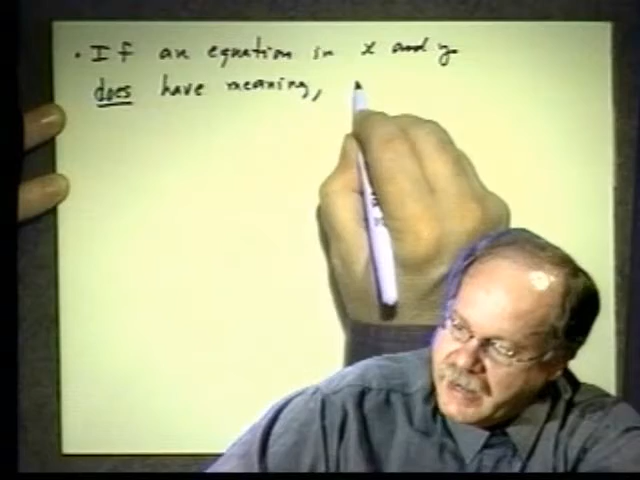 • If an equation in x and y
does have meaning,